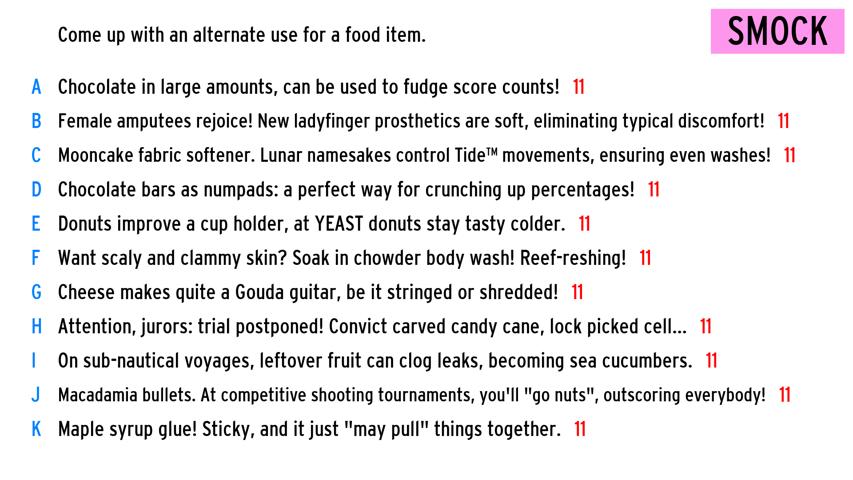 Come up with an alternate use for a food item.
SMOCK
A Chocolate in large amounts, can be used to fudge score counts! 11
B Female amputees rejoice! New ladyfinger prosthetics are soft, eliminating typical discomfort! 11
C Mooncake fabric softener. Lunar namesakes control Tide™ movements, ensuring even washes! 11
D Chocolate bars as numpads: a perfect way for crunching up percentages! 11
E Donuts improve a cup holder, at YEAST donuts stay tasty colder. 11
F Want scaly and clammy skin? Soak in chowder body wash! Reef-reshing! 11
G Cheese makes quite a Gouda guitar, be it stringed or shredded! 11
H Attention, jurors: trial postponed! Convict carved candy cane, lock picked cell... 11
I On sub-nautical voyages, leftover fruit can clog leaks, becoming sea cucumbers. 11
J Macadamia bullets. At competitive shooting tournaments, you'll "go nuts", outscoring everybody! 11
K Maple syrup glue! Sticky, and it just "may pull" things together. 11